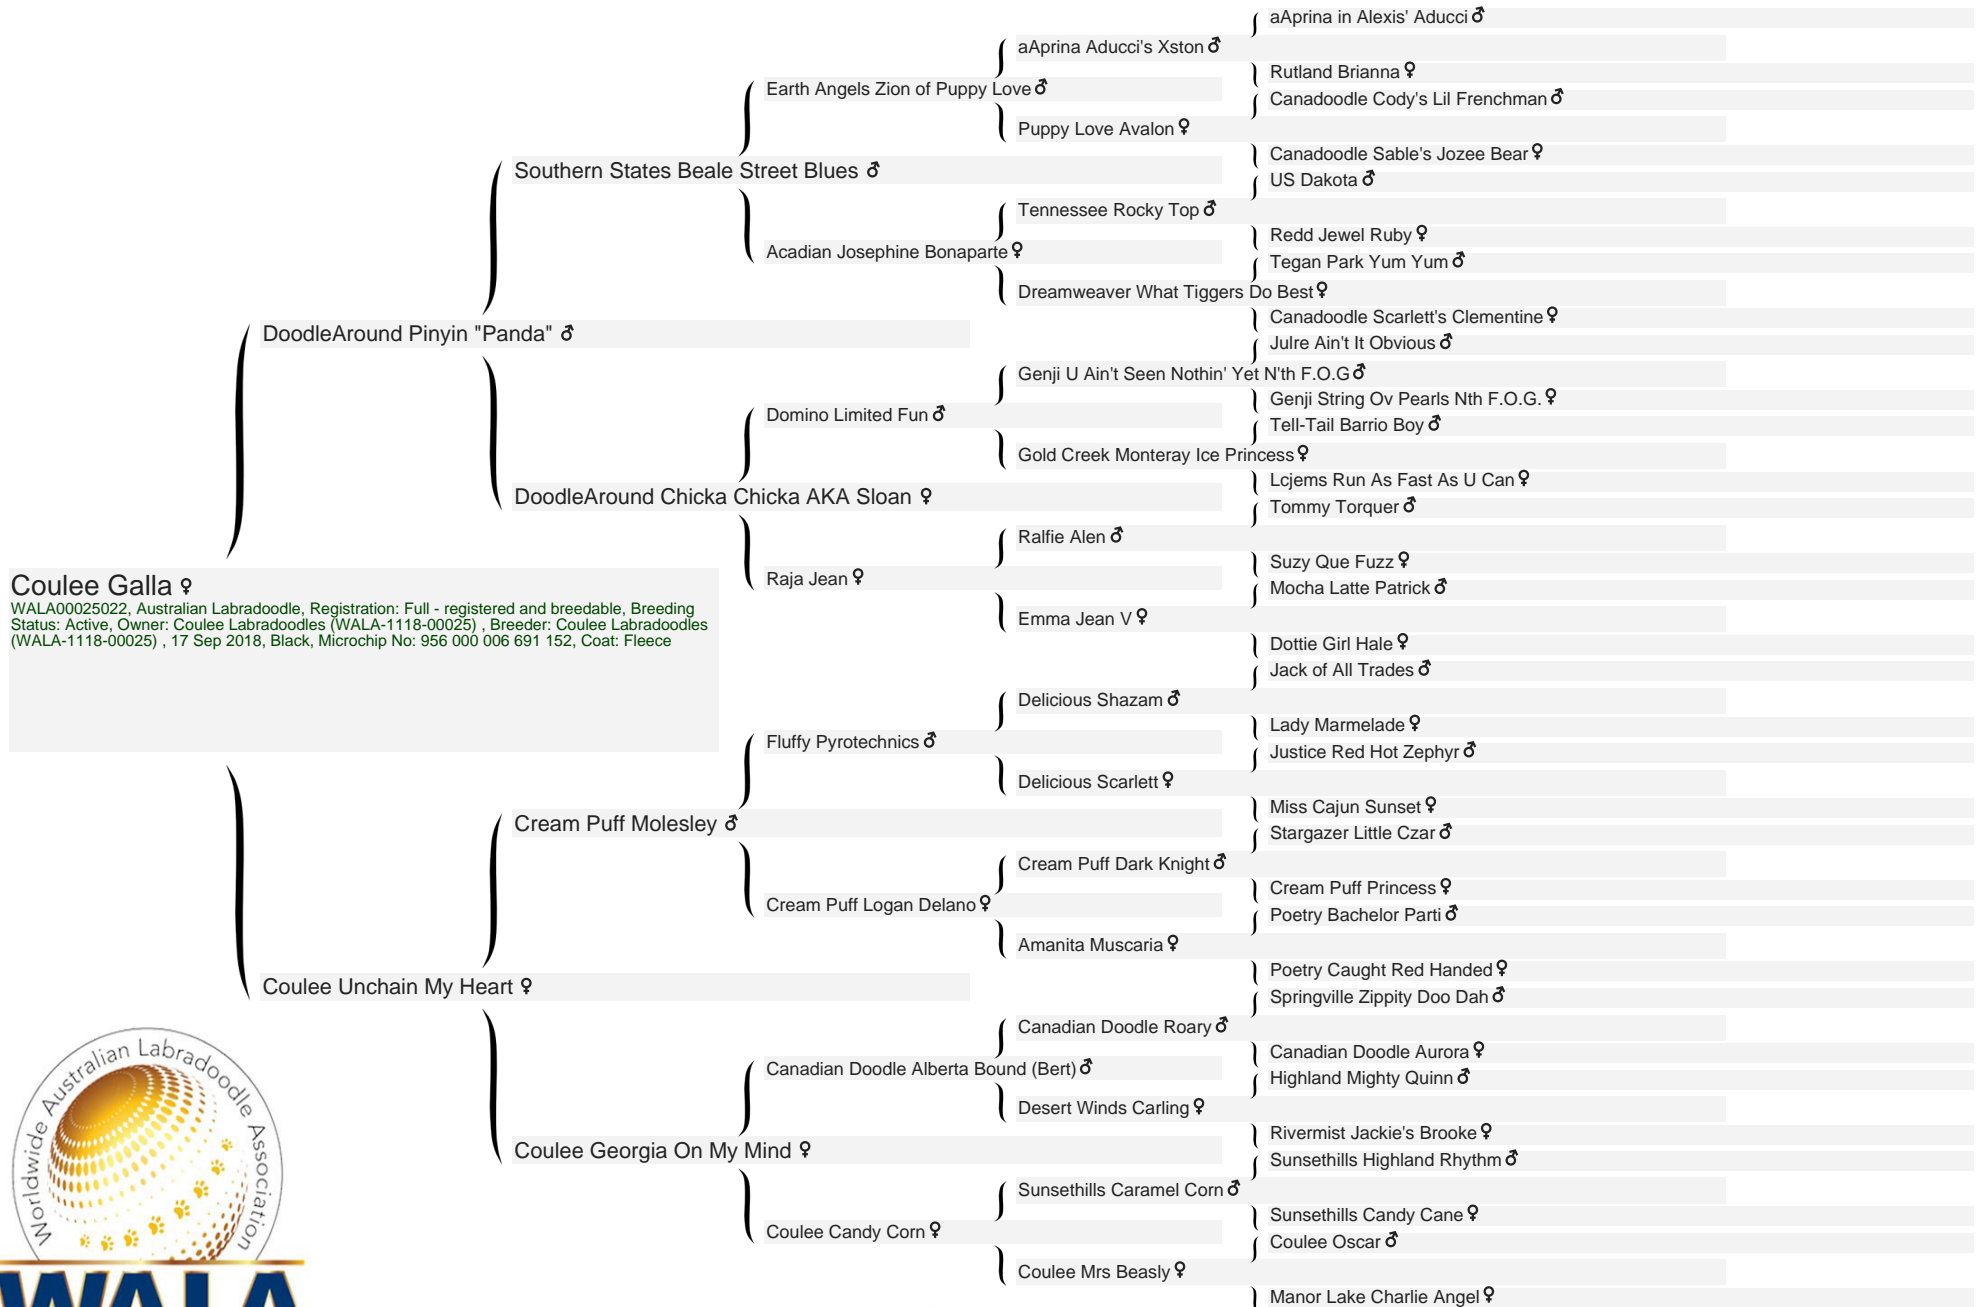 aAprina in Alexis' Aducci ♂
aAprina Aducci's Xston ♂
Rutland Brianna ♀
Earth Angels Zion of Puppy Love ♂
Canadoodle Cody's Lil Frenchman ♂
Puppy Love Avalon ♀
Canadoodle Sable's Jozee Bear ♀
Southern States Beale Street Blues ♂
US Dakota ♂
Tennessee Rocky Top ♂
Redd Jewel Ruby ♀
Acadian Josephine Bonaparte ♀
Tegan Park Yum Yum ♂
Dreamweaver What Tiggers Do Best ♀
Canadoodle Scarlett's Clementine ♀
DoodleAround Pinyin "Panda" ♂
Julre Ain't It Obvious ♂
Genji U Ain't Seen Nothin' Yet N'th F.O.G ♂
Genji String Ov Pearls Nth F.O.G. ♀
Domino Limited Fun ♂
Tell-Tail Barrio Boy ♂
Gold Creek Monteray Ice Princess ♀
Lcjems Run As Fast As U Can ♀
DoodleAround Chicka Chicka AKA Sloan ♀
Tommy Torquer ♂
Ralfie Alen ♂
Suzy Que Fuzz ♀
Raja Jean ♀
Mocha Latte Patrick ♂
Emma Jean V ♀
Dottie Girl Hale ♀
Coulee Galla ♀
WALA00025022, Australian Labradoodle, Registration: Full - registered and breedable, Breeding
Status: Active, Owner: Coulee Labradoodles (WALA-1118-00025) , Breeder: Coulee Labradoodles
(WALA-1118-00025) , 17 Sep 2018, Black, Microchip No: 956 000 006 691 152, Coat: Fleece
Jack of All Trades ♂
Delicious Shazam ♂
Lady Marmelade ♀
Fluffy Pyrotechnics ♂
Justice Red Hot Zephyr ♂
Delicious Scarlett ♀
Miss Cajun Sunset ♀
Cream Puff Molesley ♂
Stargazer Little Czar ♂
Cream Puff Dark Knight ♂
Cream Puff Princess ♀
Cream Puff Logan Delano ♀
Poetry Bachelor Parti ♂
Amanita Muscaria ♀
Poetry Caught Red Handed ♀
Coulee Unchain My Heart ♀
Springville Zippity Doo Dah ♂
Canadian Doodle Roary ♂
Canadian Doodle Aurora ♀
Canadian Doodle Alberta Bound (Bert) ♂
Highland Mighty Quinn ♂
Desert Winds Carling ♀
Rivermist Jackie's Brooke ♀
Coulee Georgia On My Mind ♀
Sunsethills Highland Rhythm ♂
Sunsethills Caramel Corn ♂
Sunsethills Candy Cane ♀
Coulee Candy Corn ♀
Coulee Oscar ♂
Coulee Mrs Beasly ♀
Manor Lake Charlie Angel ♀
Worldwide Australian Labradoodle Association
WALA